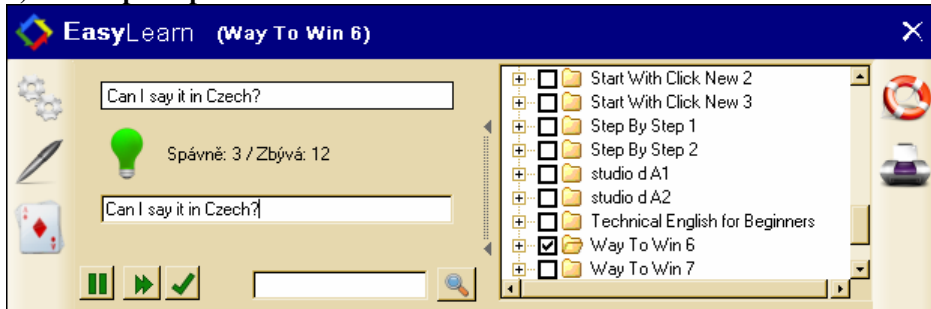 EasyLearn (Way To Win 6)
Can I say it in Czech?
Spávně: 3 / Zbývá: 12
Can I say it in Czech?
Start With Click New 2
Start With Click New 3
Step By Step 1
Step By Step 2
studio d A1
studio d A2
Technical English for Beginners
Way To Win 6
Way To Win 7